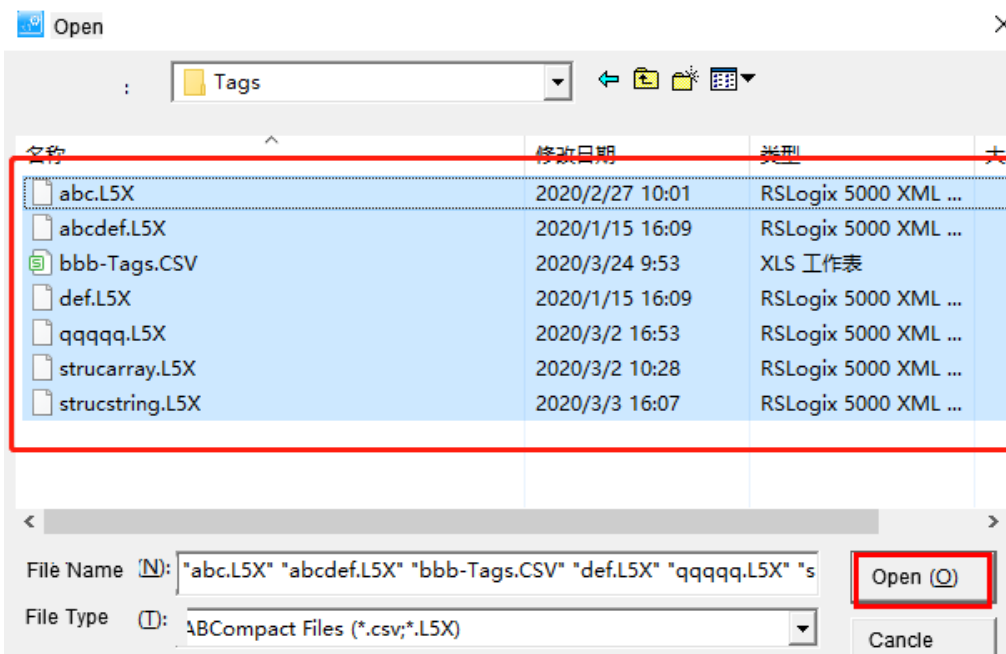 Open
: Tags
名称 修改日期 类型 大
abc.L5X 2020/2/27 10:01 RSLogix 5000 XML ...
abcdef.L5X 2020/1/15 16:09 RSLogix 5000 XML ...
bbb-Tags.CSV 2020/3/24 9:53 XLS 工作表
def.L5X 2020/1/15 16:09 RSLogix 5000 XML ...
qqqqq.L5X 2020/3/2 16:53 RSLogix 5000 XML ...
strucarray.L5X 2020/3/2 10:28 RSLogix 5000 XML ...
strucstring.L5X 2020/3/3 16:07 RSLogix 5000 XML ...
File Name (N): "abc.L5X" "abcdef.L5X" "bbb-Tags.CSV" "def.L5X" "qqqqq.L5X" "s Open (O)
File Type (T): ABCompact Files (*.csv;*.L5X) Cancle